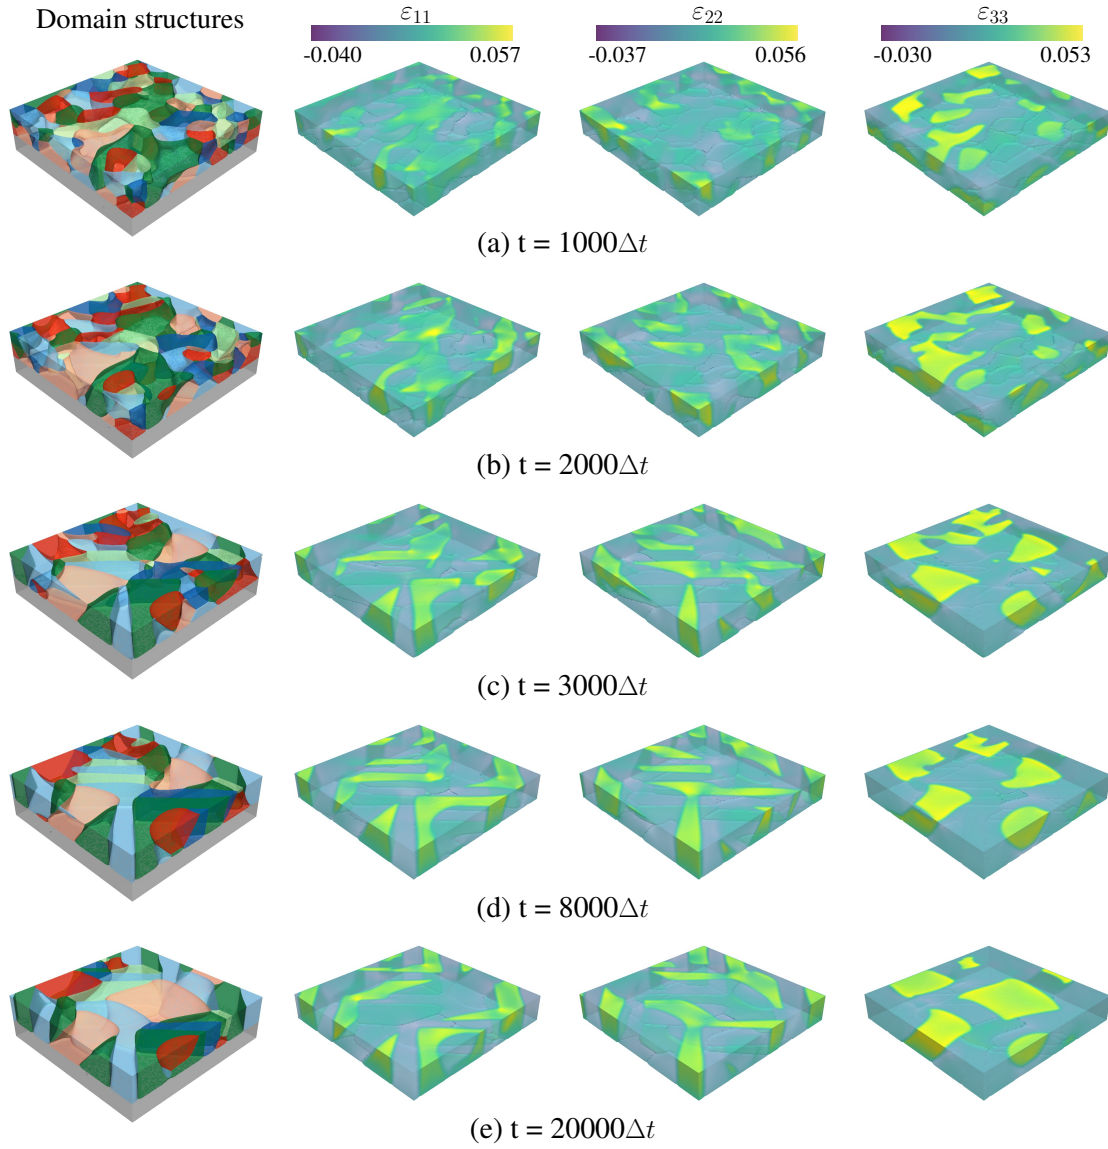 Domain structures ε₁₁ ε₂₂ ε₃₃
-0.040 0.057 -0.037 0.056 -0.030 0.053
(a) t = 1000Δt
(b) t = 2000Δt
(c) t = 3000Δt
(d) t = 8000Δt
(e) t = 20000Δt